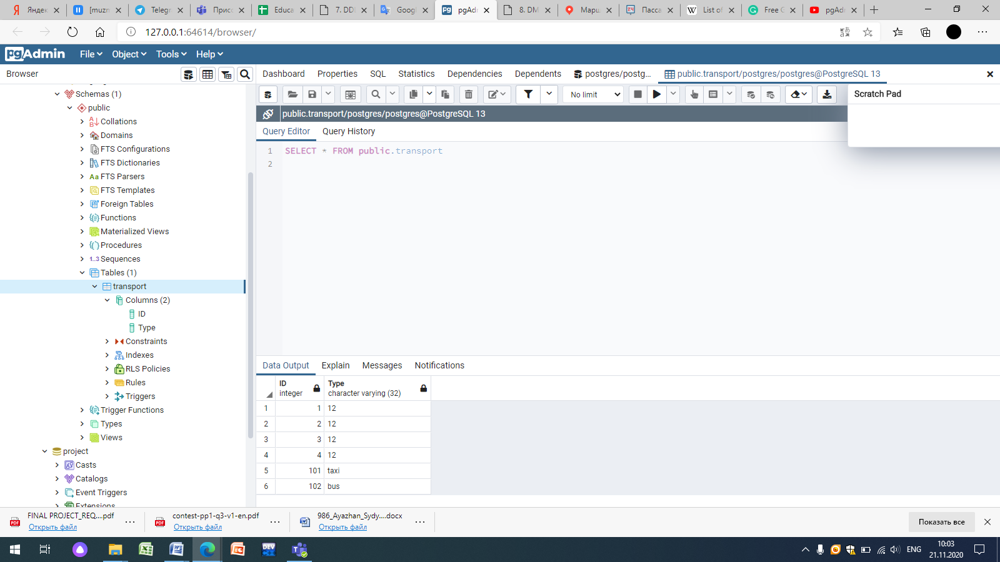 Яндек
[muzn
Telegr
Присо
Educa
7. DDL
Googl
pgAdn
8. DM
Марш
Пасса
List of
Free G
pgAdn
127.0.0.1:64614/browser/
pgAdmin
File
Object
Tools
Help
Browser
Dashboard
Properties
SQL
Statistics
Dependencies
Dependents
postgres/postg...
public.transport/postgres/postgres@PostgreSQL 13
No limit
Scratch Pad
public.transport/postgres/postgres@PostgreSQL 13
Query Editor
Query History
1 SELECT * FROM public.transport
2
Schemas (1)
public
Collations
Domains
FTS Configurations
FTS Dictionaries
Aa FTS Parsers
FTS Templates
Foreign Tables
Functions
Materialized Views
Procedures
1..3 Sequences
Tables (1)
transport
Columns (2)
ID
Type
Constraints
Indexes
RLS Policies
Rules
Triggers
Trigger Functions
Types
Views
project
Casts
Catalogs
Event Triggers
Extensions
Data Output
Explain
Messages
Notifications
ID
integer
Type
character varying (32)
1 1 12
2 2 12
3 3 12
4 4 12
5 101 taxi
6 102 bus
FINAL PROJECT_REQ....pdf
Открыть файл
contest-pp1-q3-v1-en.pdf
Открыть файл
986_Ayazhan_Sydy....docx
Открыть файл
Показать все
ENG
10:03
21.11.2020